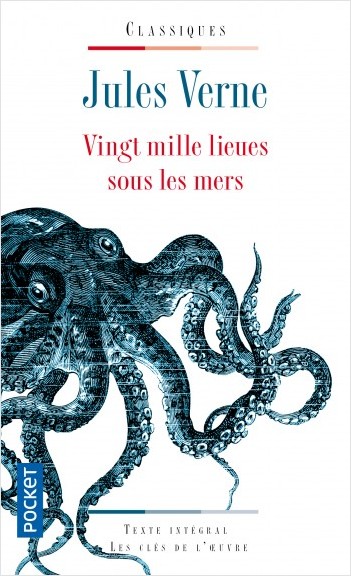 CLASSIQUES
Jules Verne
Vingt mille lieues
sous les mers
POCKET
TEXTE INTÉGRAL
LES CLÉS DE L'ŒUVRE